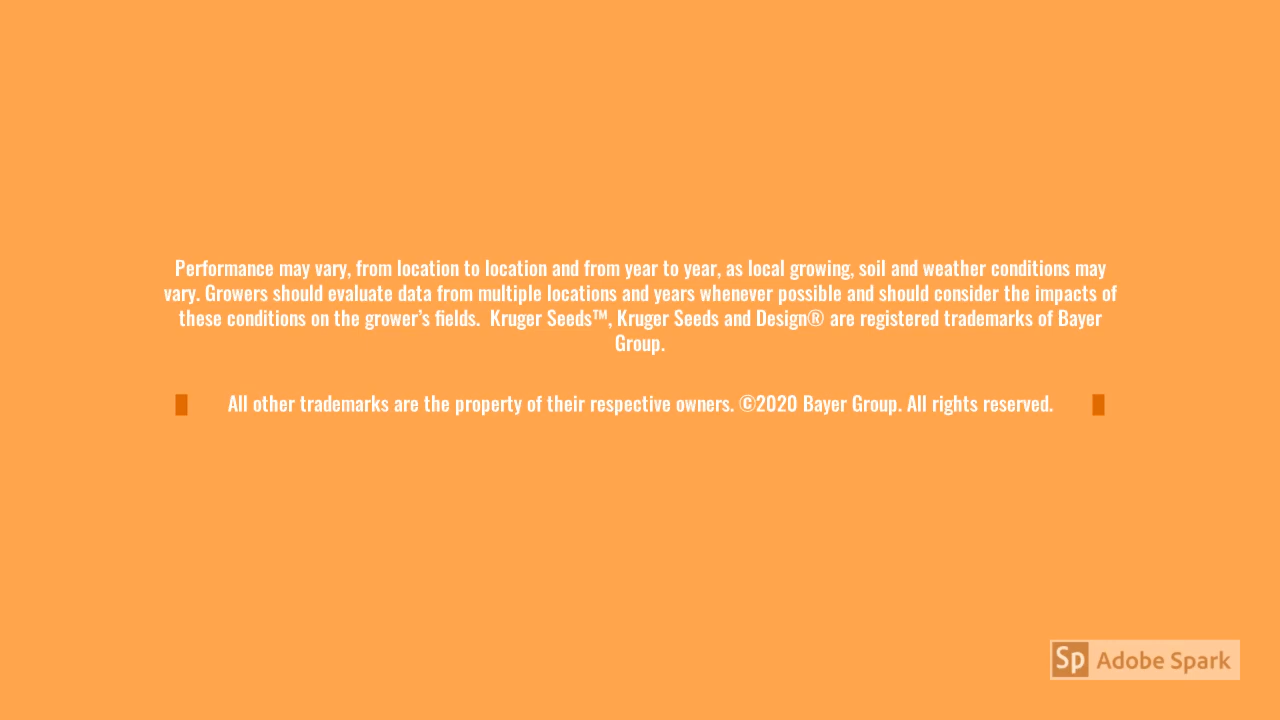 Performance may vary, from location to location and from year to year, as local growing, soil and weather conditions may
vary. Growers should evaluate data from multiple locations and years whenever possible and should consider the impacts of
these conditions on the grower’s fields.  Kruger Seeds™, Kruger Seeds and Design® are registered trademarks of Bayer
Group.
All other trademarks are the property of their respective owners. ©2020 Bayer Group. All rights reserved.
Sp Adobe Spark